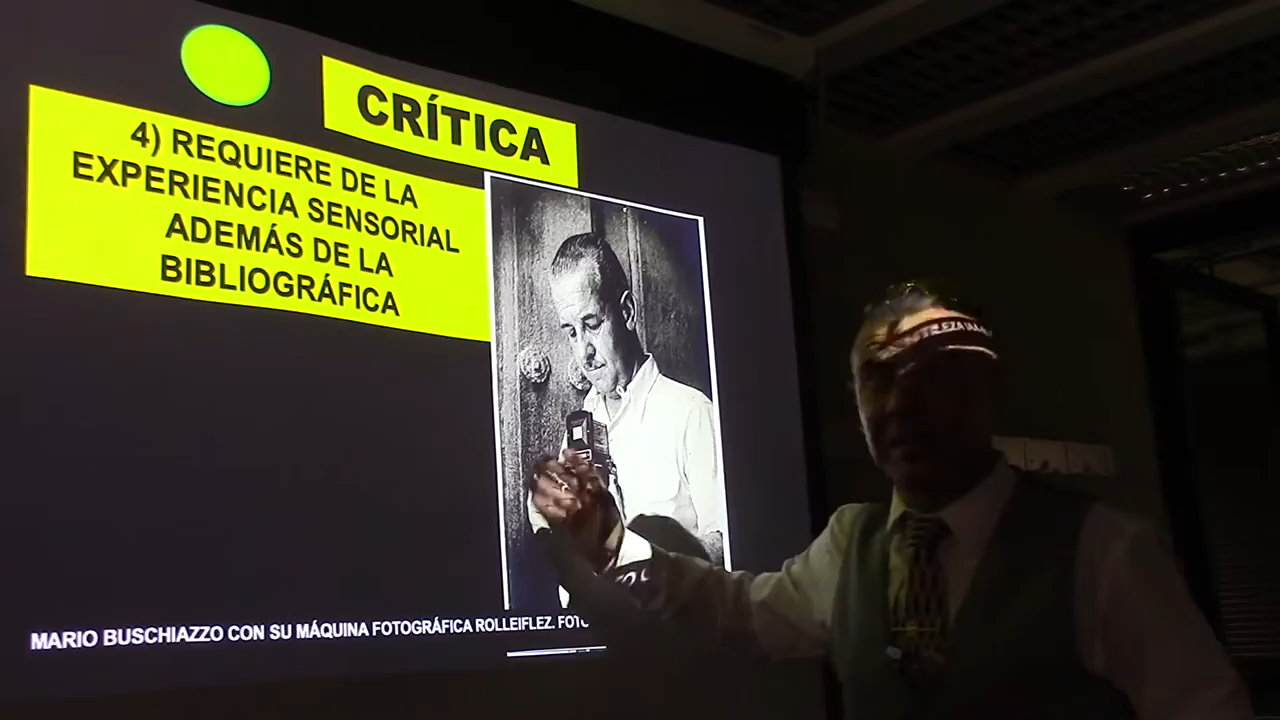 CRÍTICA
4) REQUIERE DE LA
EXPERIENCIA SENSORIAL
ADEMÁS DE LA
BIBLIOGRÁFICA
MARIO BUSCHIAZZO CON SU MÁQUINA FOTOGRÁFICA ROLLEIFLEZ.